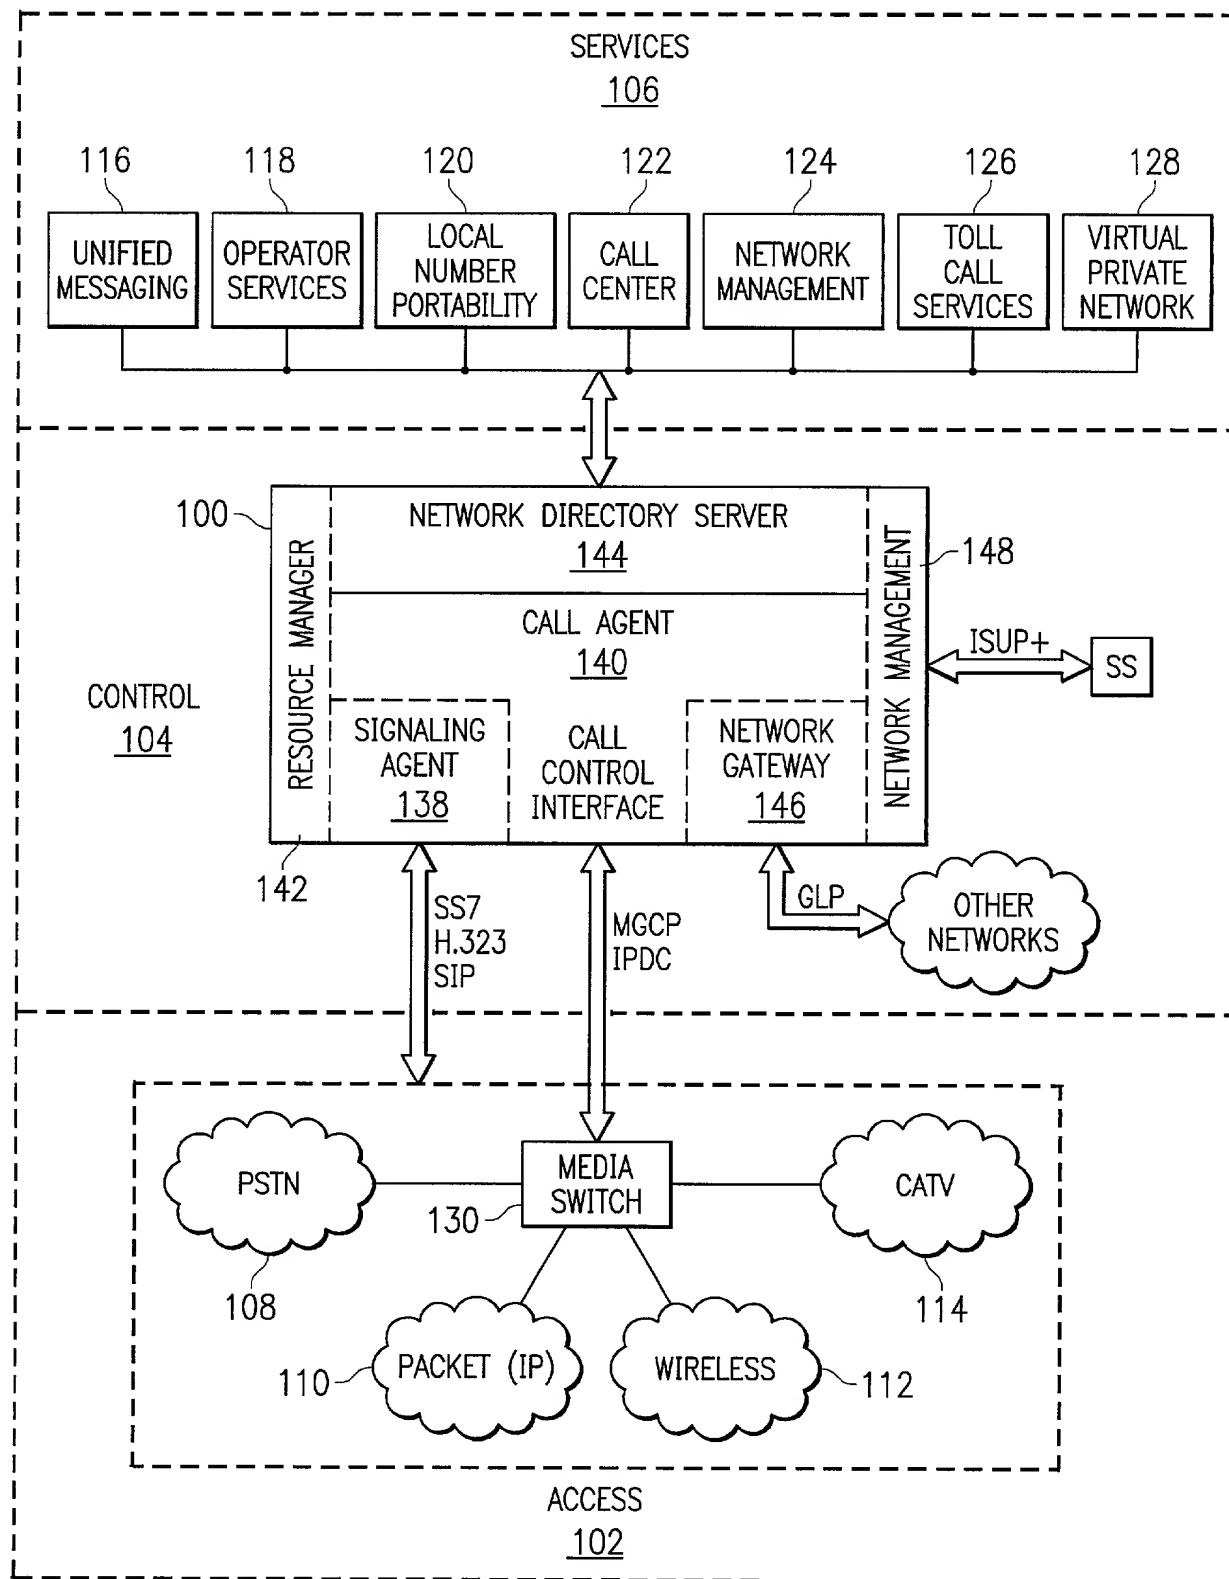 SERVICES
106
116
118
120
122
124
126
128
UNIFIED
MESSAGING
OPERATOR
SERVICES
LOCAL
NUMBER
PORTABILITY
CALL
CENTER
NETWORK
MANAGEMENT
TOLL
CALL
SERVICES
VIRTUAL
PRIVATE
NETWORK
100
RESOURCE MANAGER
NETWORK DIRECTORY SERVER
144
NETWORK MANAGEMENT
148
CALL AGENT
140
ISUP+
SS
CONTROL
104
SIGNALING
AGENT
138
CALL
CONTROL
INTERFACE
NETWORK
GATEWAY
146
142
SS7
H.323
SIP
MGCP
IPDC
GLP
OTHER
NETWORKS
PSTN
108
MEDIA
SWITCH
130
CATV
114
PACKET (IP)
110
WIRELESS
112
ACCESS
102